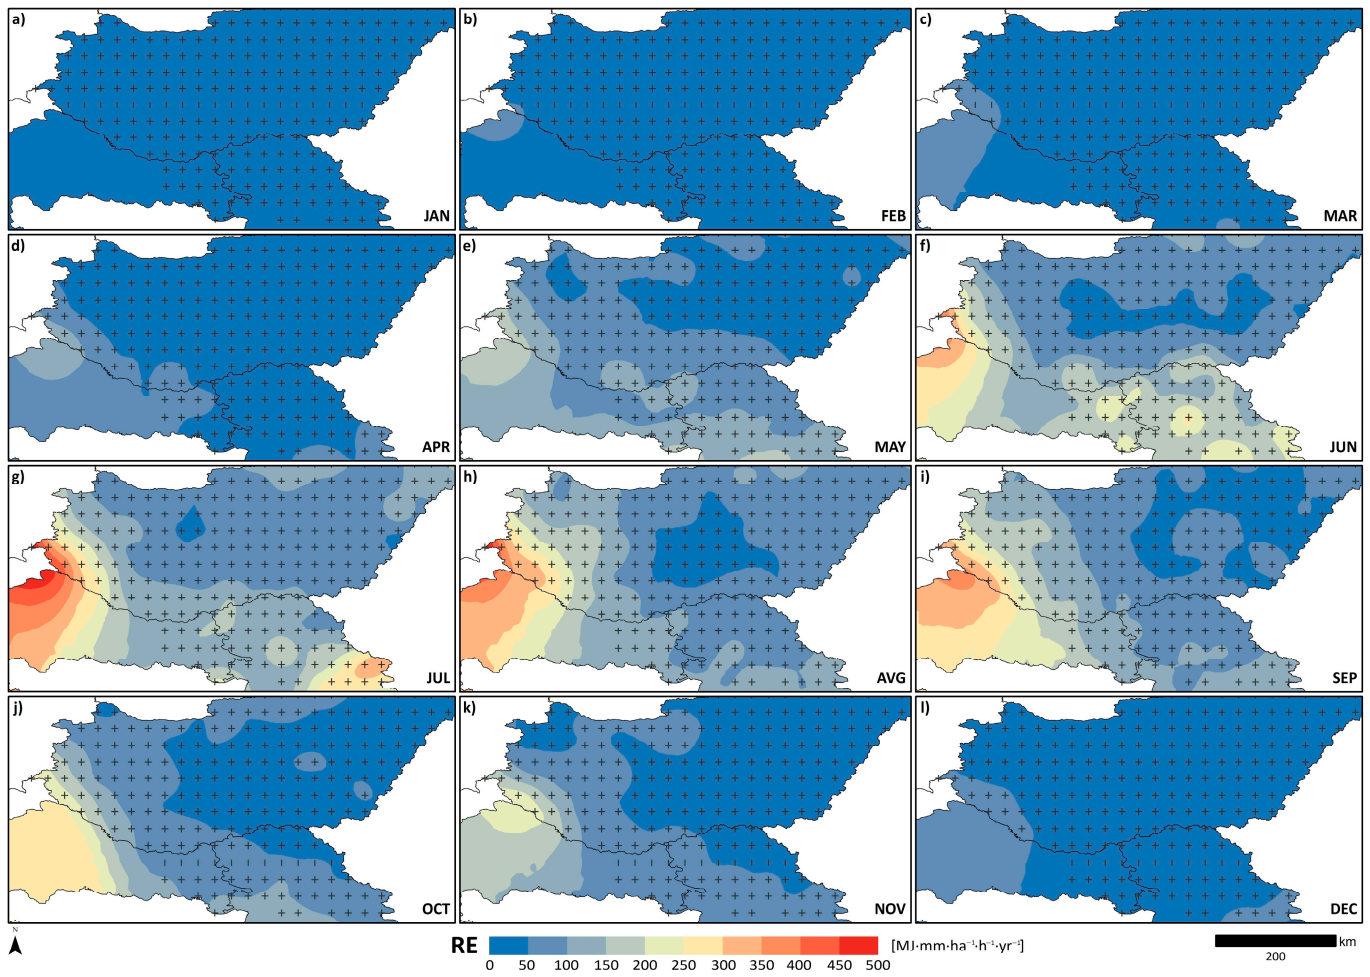 a)
JAN
b)
FEB
c)
MAR
d)
APR
e)
MAY
f)
JUN
g)
JUL
h)
AVG
i)
SEP
j)
OCT
k)
NOV
l)
DEC
N
RE
[MJ·mm·ha⁻¹·h⁻¹·yr⁻¹]
0 50 100 150 200 250 300 350 400 450 500
km
200